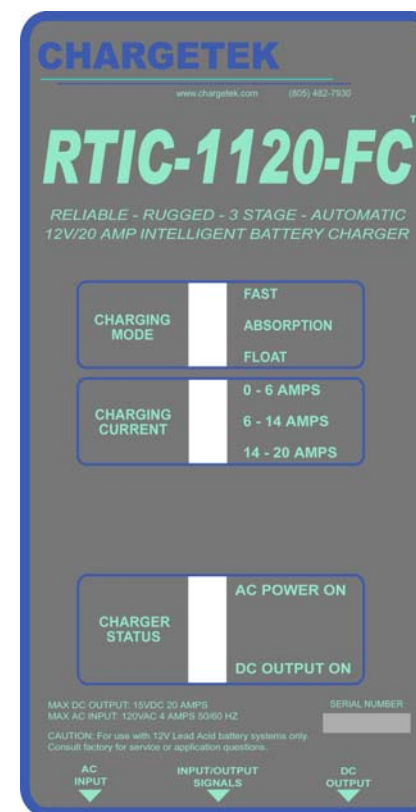 CHARGETEK
www.chargetek.com (805) 482-7930
RTIC-1120-FC
RELIABLE - RUGGED - 3 STAGE - AUTOMATIC
12V/20 AMP INTELLIGENT BATTERY CHARGER
CHARGING
MODE
FAST
ABSORPTION
FLOAT
CHARGING
CURRENT
0 - 6 AMPS
6 - 14 AMPS
14 - 20 AMPS
CHARGER
STATUS
AC POWER ON
DC OUTPUT ON
MAX DC OUTPUT: 15VDC 20 AMPS
MAX AC INPUT: 120VAC 4 AMPS 50/60 HZ
SERIAL NUMBER
CAUTION: For use with 12V Lead Acid battery systems only
Consult factory for service or application questions.
AC
INPUT
INPUT/OUTPUT
SIGNALS
DC
OUTPUT